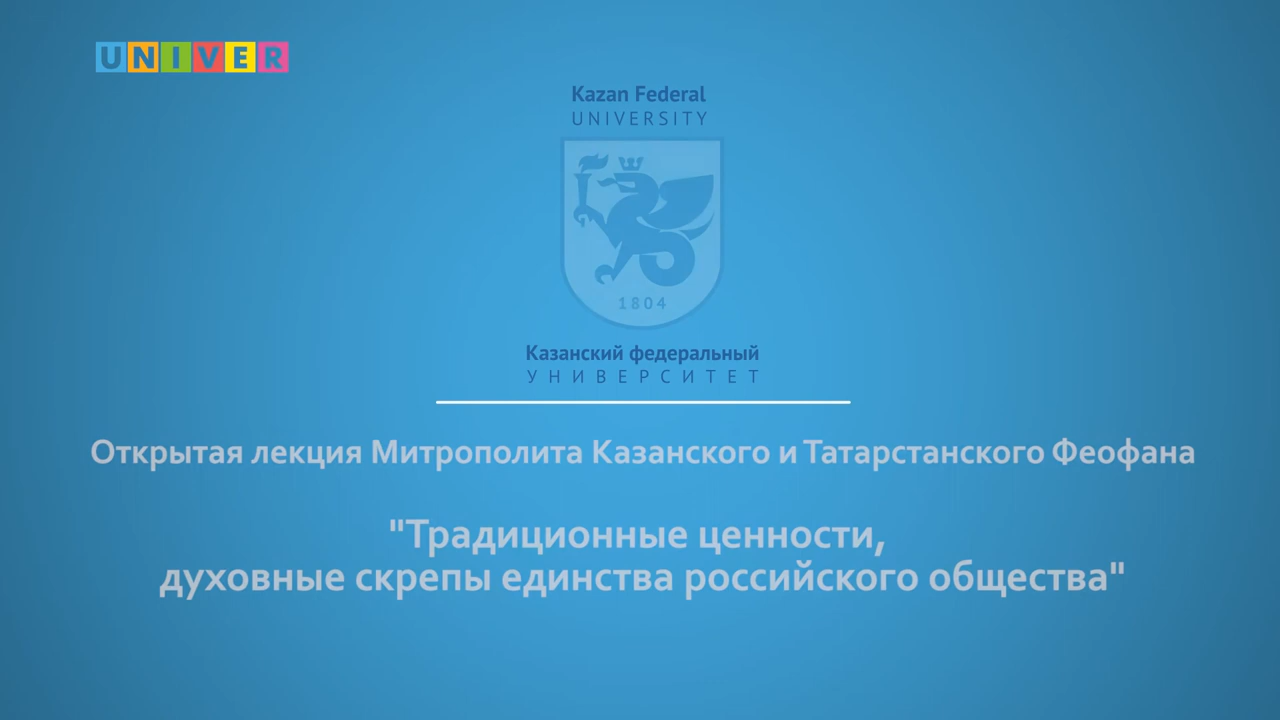 UNIVER
Kazan Federal
UNIVERSITY
1804
Казанский федеральный
УНИВЕРСИТЕТ
Открытая лекция Митрополита Казанского и Татарстанского Феофана
"Традиционные ценности,
духовные скрепы единства российского общества"